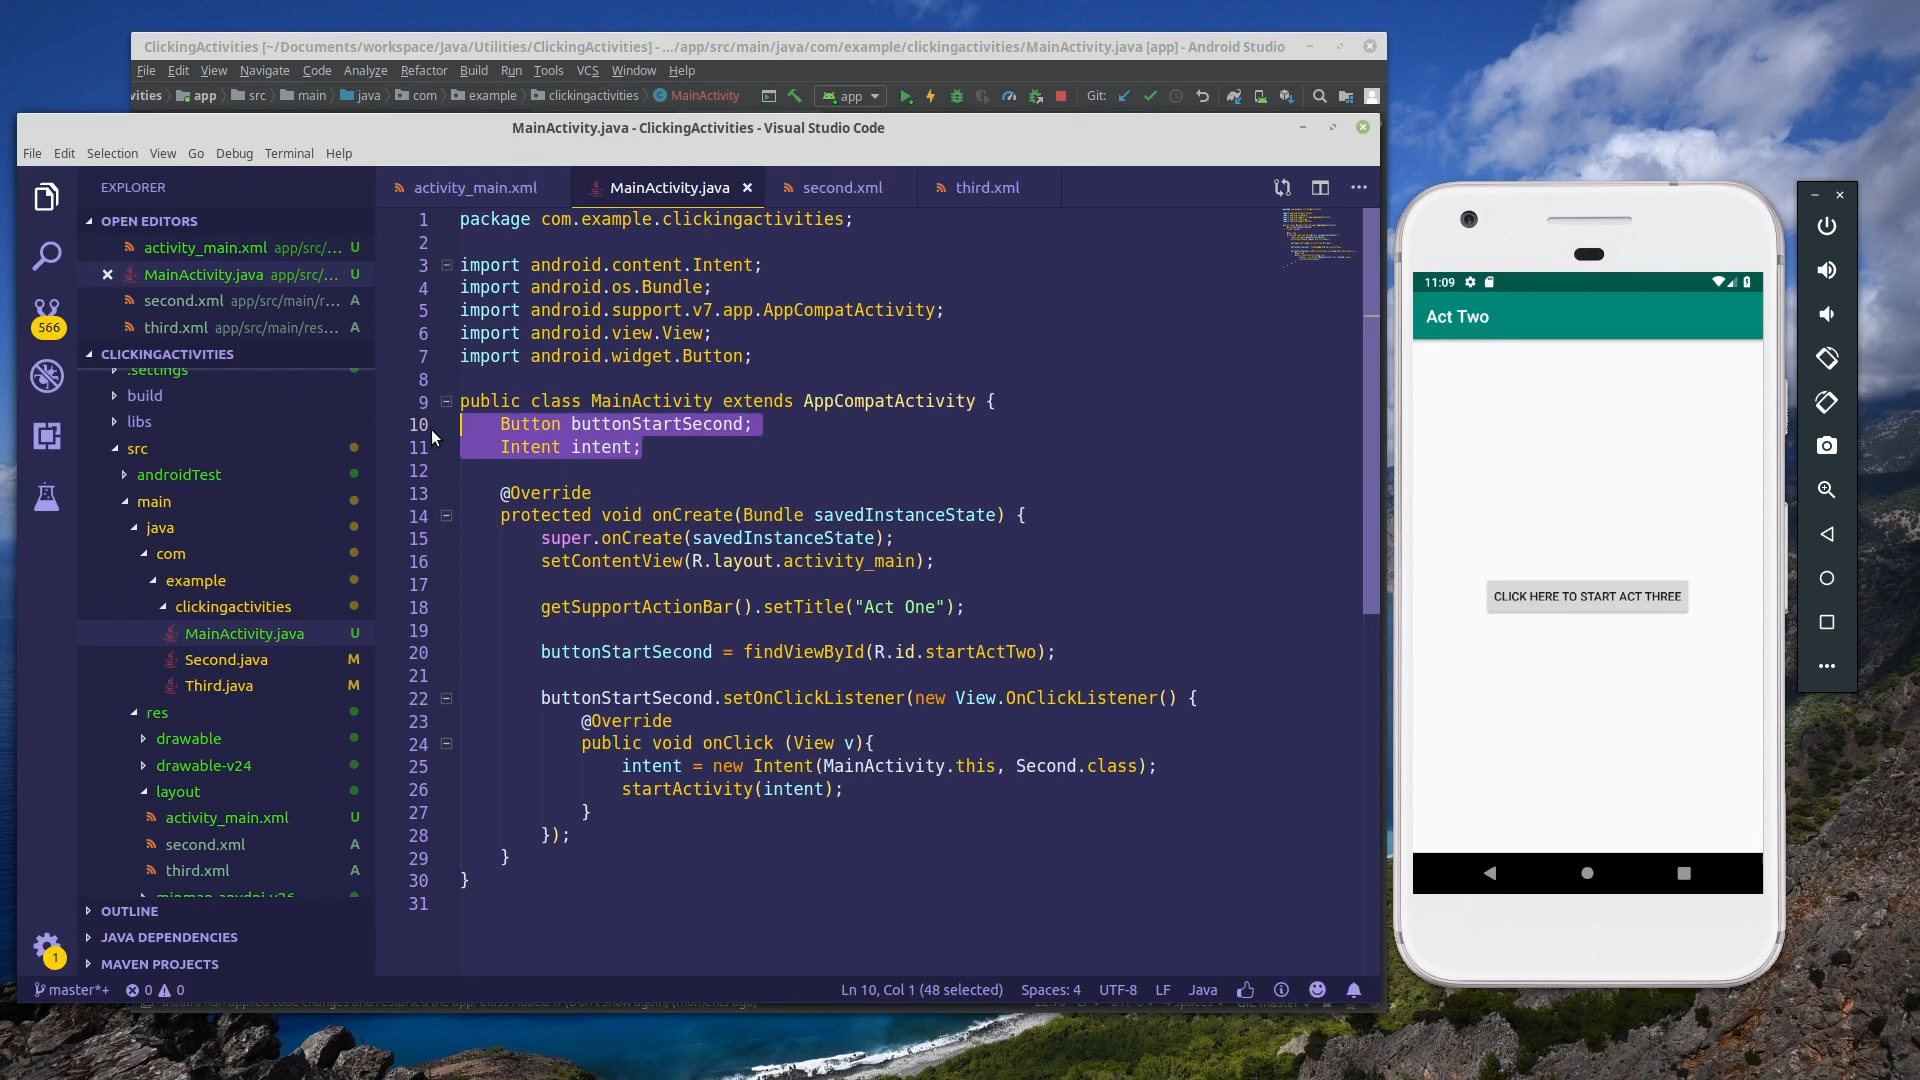 ClickingActivities [~/Documents/workspace/Java/Utilities/ClickingActivities] - .../app/src/main/java/com/example/clickingactivities/MainActivity.java [app] - Android Studio
File Edit View Navigate Code Analyze Refactor Build Run Tools VCS Window Help
vities app src main java com example clickingactivities MainActivity app Git:
MainActivity.java - ClickingActivities - Visual Studio Code
File Edit Selection View Go Debug Terminal Help
EXPLORER
OPEN EDITORS
activity_main.xml app/src/... U
MainActivity.java app/src/... U
second.xml app/src/main/r... A
third.xml app/src/main/res... A
566
CLICKINGACTIVITIES
.settings
build
libs
src
androidTest
main
java
com
example
clickingactivities
MainActivity.java U
Second.java M
Third.java M
res
drawable
drawable-v24
layout
activity_main.xml U
second.xml A
third.xml A
mipmap-anydpi-v26
OUTLINE
JAVA DEPENDENCIES
MAVEN PROJECTS
1
activity_main.xml MainActivity.java second.xml third.xml
1 package com.example.clickingactivities;
2
3 import android.content.Intent;
4 import android.os.Bundle;
5 import android.support.v7.app.AppCompatActivity;
6 import android.view.View;
7 import android.widget.Button;
8
9 public class MainActivity extends AppCompatActivity {
10 Button buttonStartSecond;
11 Intent intent;
12
13 @Override
14 protected void onCreate(Bundle savedInstanceState) {
15 super.onCreate(savedInstanceState);
16 setContentView(R.layout.activity_main);
17
18 getSupportActionBar().setTitle("Act One");
19
20 buttonStartSecond = findViewById(R.id.startActTwo);
21
22 buttonStartSecond.setOnClickListener(new View.OnClickListener() {
23 @Override
24 public void onClick (View v){
25 intent = new Intent(MainActivity.this, Second.class);
26 startActivity(intent);
27 }
28 });
29 }
30 }
31
master*+ 0 0 Ln 10, Col 1 (48 selected) Spaces: 4 UTF-8 LF Java
11:09
Act Two
CLICK HERE TO START ACT THREE